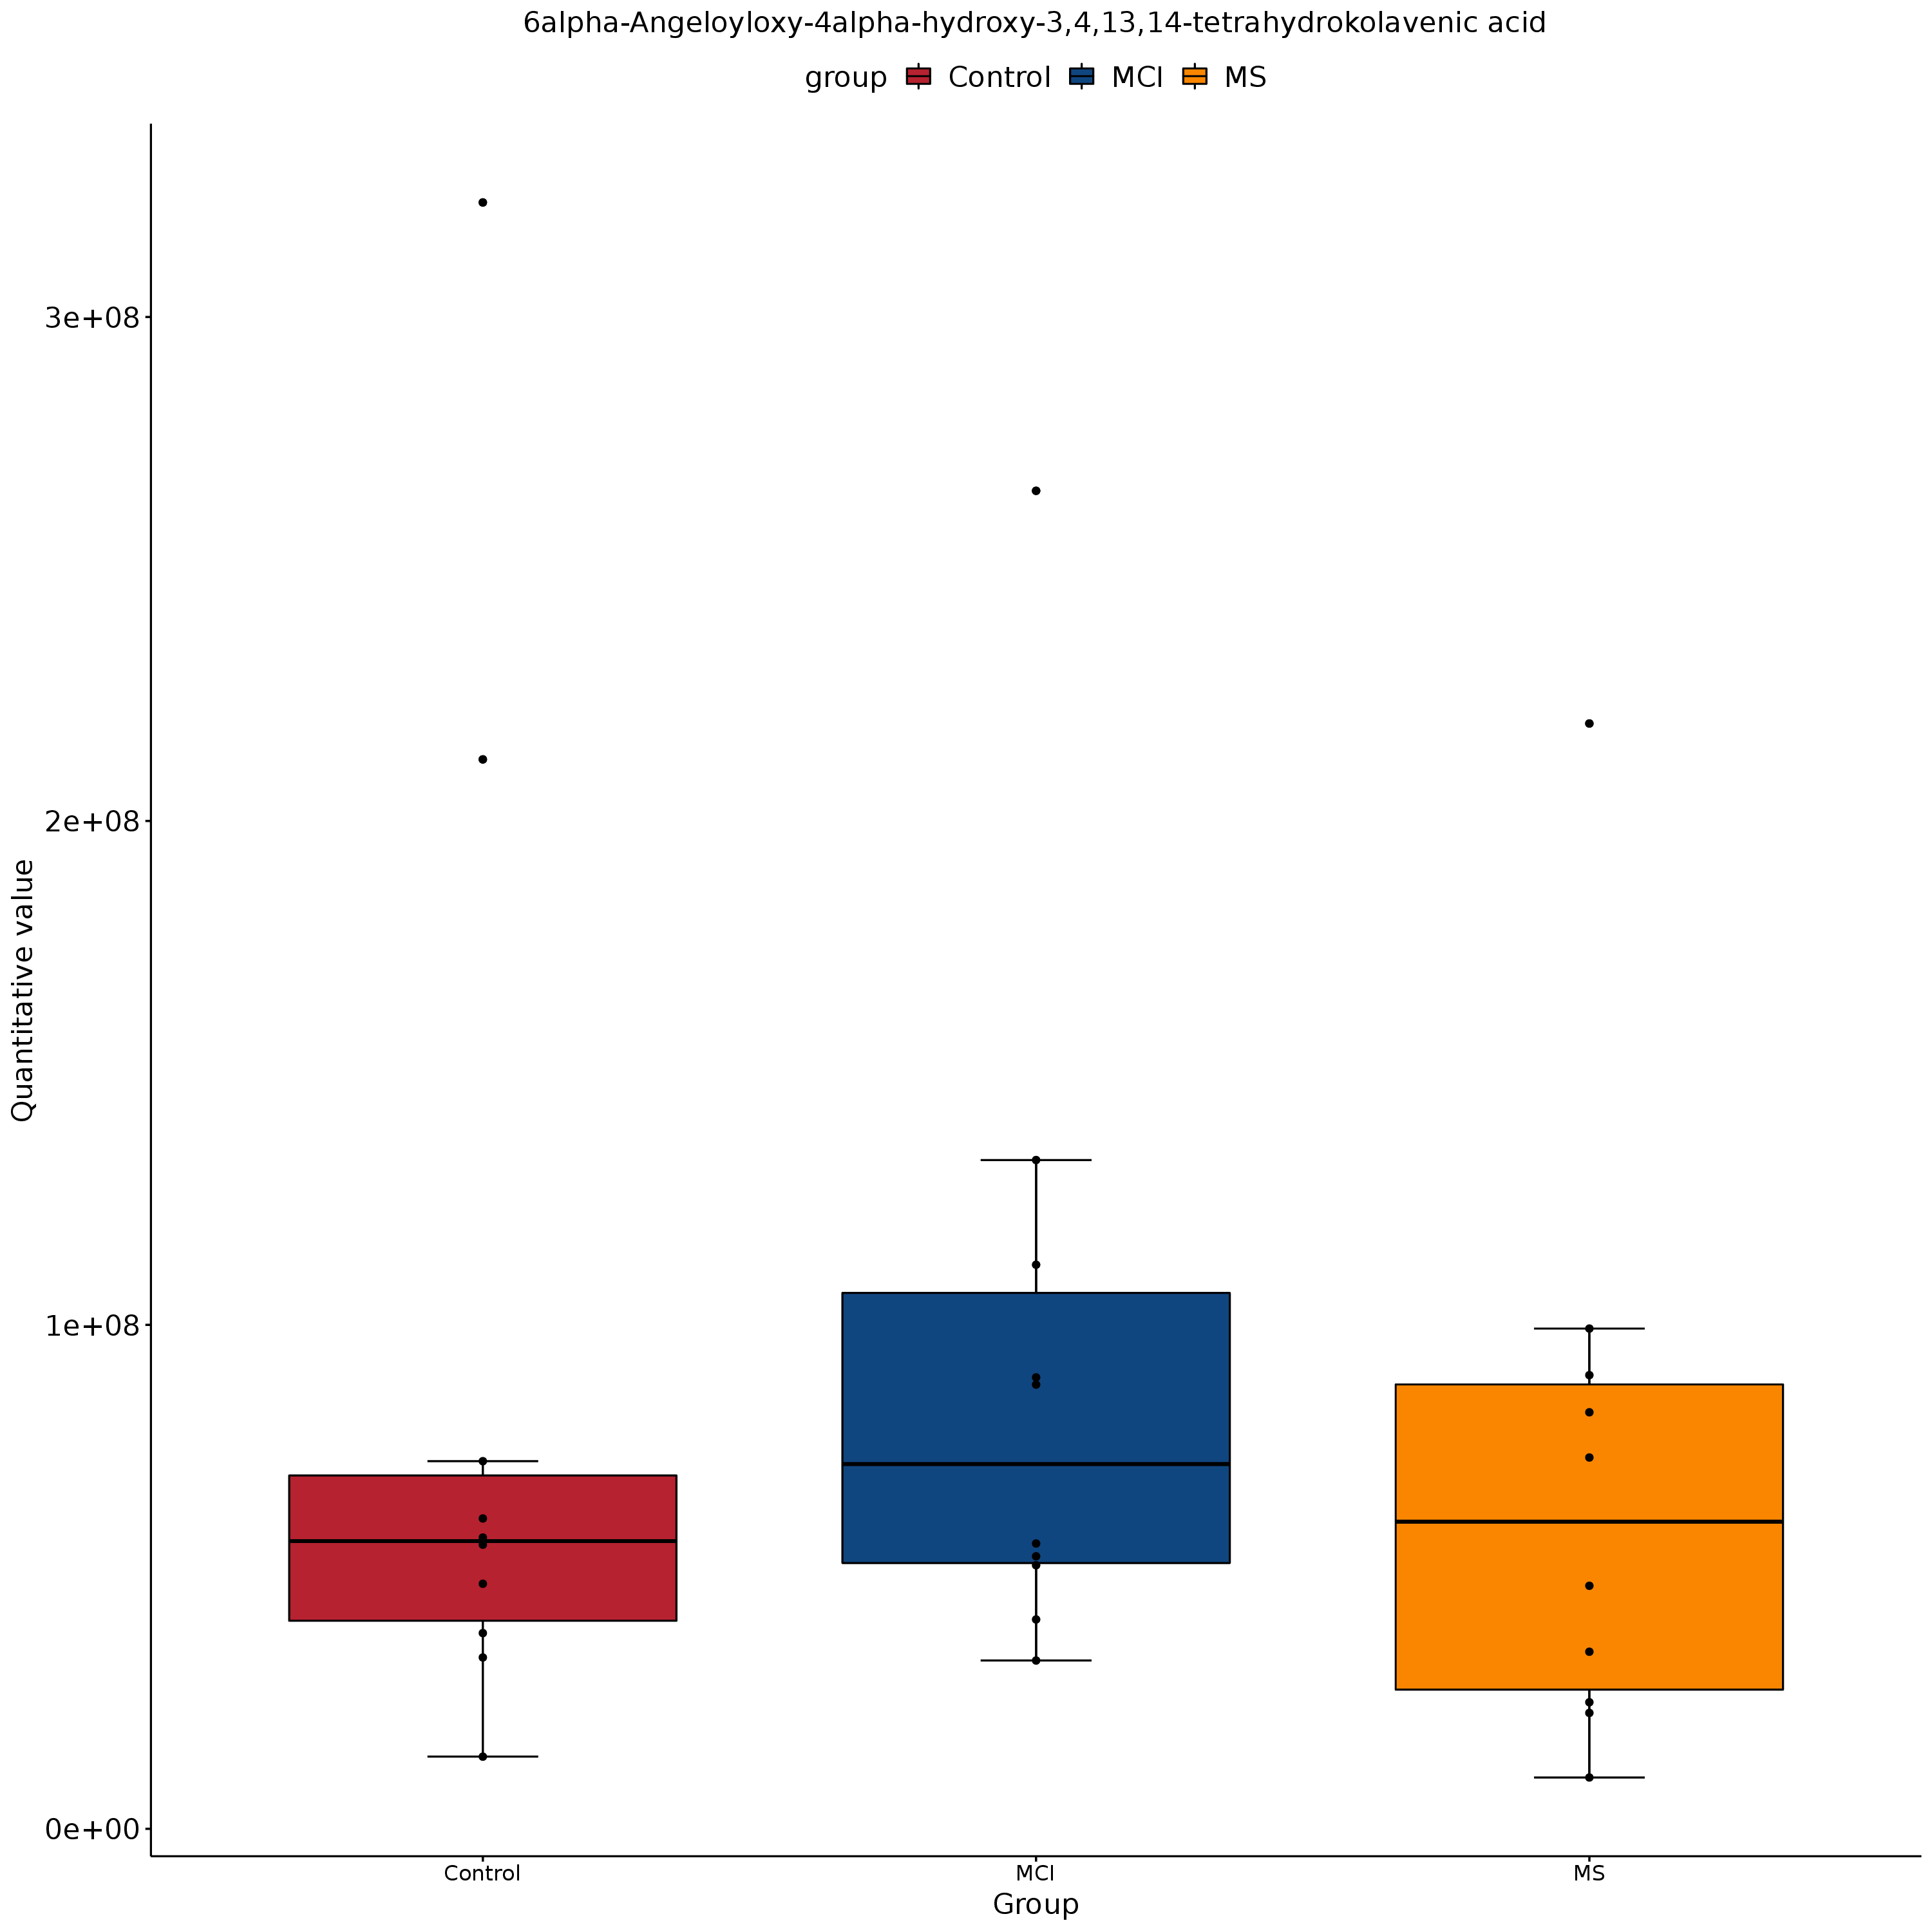 6alpha-Angeloyloxy-4alpha-hydroxy-3,4,13,14-tetrahydrokolavenic acid
group Control MCI MS
3e+08
2e+08
1e+08
0e+00
Quantitative value
Control MCI MS
Group